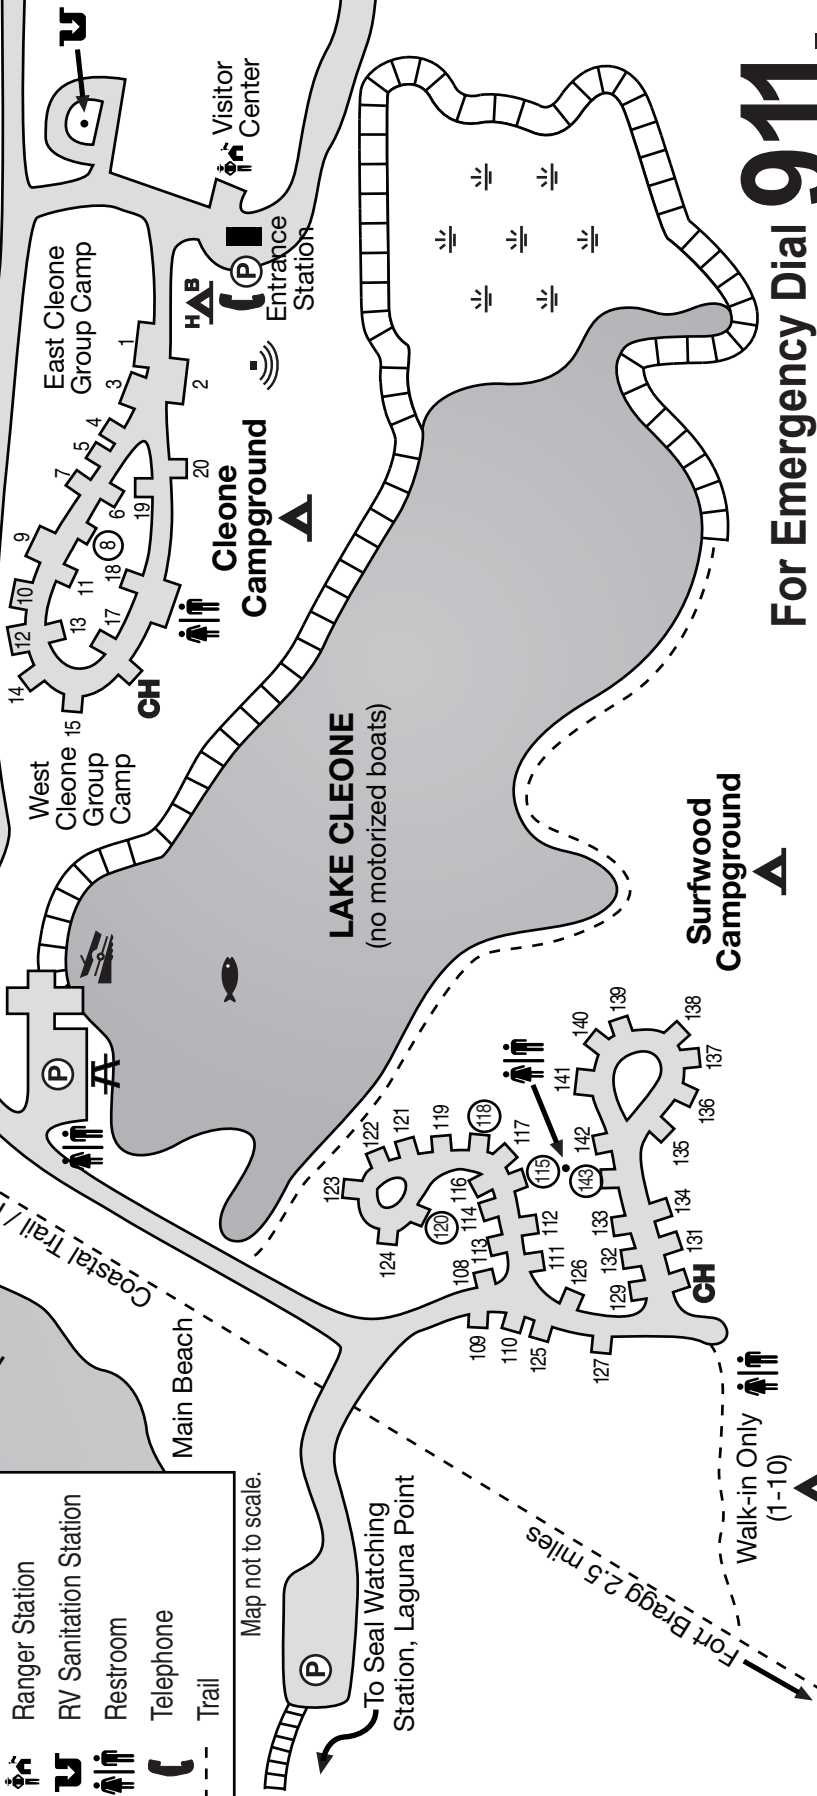 East Cleone
Group Camp
Visitor
Center
H
B
P
Entrance
Station
1
2
3
4
5
6
7
8
9
10
11
12
13
14
15
17
18
19
20
CH
Cleone
Campground
West
Cleone
Group
Camp
P
LAKE CLEONE
(no motorized boats)
For Emergency Dial 911
Surfwood
Campground
108
109
110
111
112
113
114
115
116
117
118
119
120
121
122
123
124
125
126
127
129
131
132
133
134
135
136
137
138
139
140
141
142
143
CH
Walk-in Only
(1-10)
Coastal Trail /
Main Beach
Fort Bragg 2.5 miles
P
To Seal Watching
Station, Laguna Point
Map not to scale.
Ranger Station
RV Sanitation Station
Restroom
Telephone
Trail